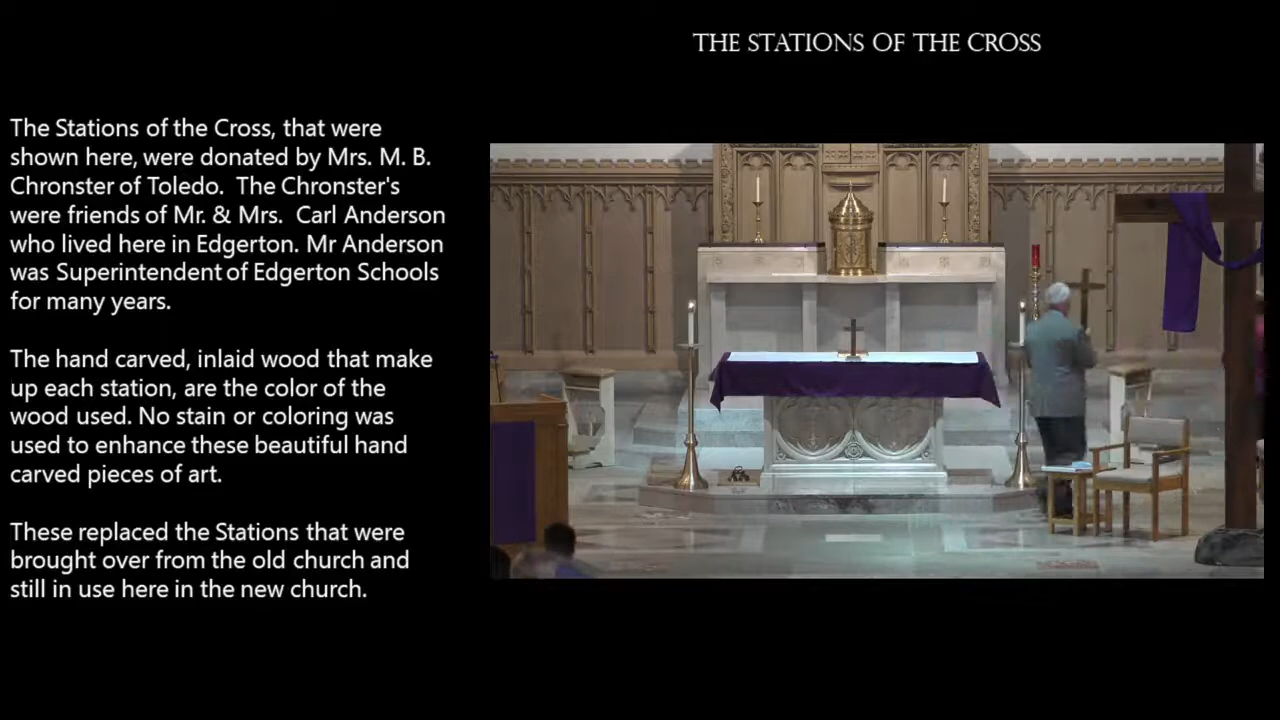 THE STATIONS OF THE CROSS
The Stations of the Cross, that were
shown here, were donated by Mrs. M. B.
Chronster of Toledo. The Chronster's
were friends of Mr. & Mrs. Carl Anderson
who lived here in Edgerton. Mr Anderson
was Superintendent of Edgerton Schools
for many years.
The hand carved, inlaid wood that make
up each station, are the color of the
wood used. No stain or coloring was
used to enhance these beautiful hand
carved pieces of art.
These replaced the Stations that were
brought over from the old church and
still in use here in the new church.